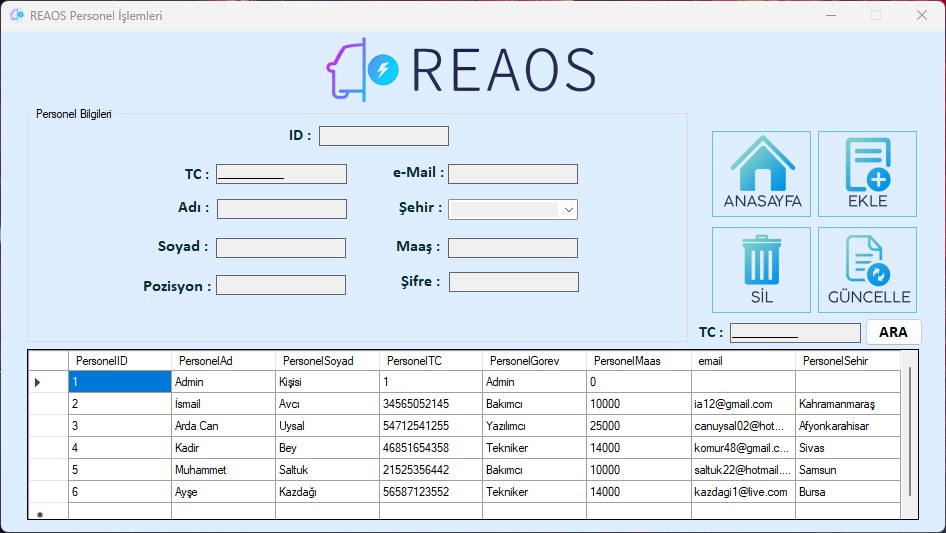 REAOS Personel İşlemleri
REAOS
Personel Bilgileri
ID :
TC :
e-Mail :
Adı :
Şehir :
Soyad :
Maaş :
Pozisyon :
Şifre :
ANASAYFA
EKLE
SİL
GÜNCELLE
TC :
ARA
PersonelID PersonelAd PersonelSoyad PersonelTC PersonelGorev PersonelMaas email PersonelSehir
1 Admin Kişisi 1 Admin 0
2 İsmail Avcı 34565052145 Bakımcı 10000 ia12@gmail.com Kahramanmaraş
3 Arda Can Uysal 54712541255 Yazılımcı 25000 canuysal02@hot... Afyonkarahisar
4 Kadir Bey 46851654358 Tekniker 14000 komur48@gmail.c... Sivas
5 Muhammet Saltuk 21525356442 Bakımcı 10000 saltuk22@hotmail.... Samsun
6 Ayşe Kazdağı 56587123552 Tekniker 14000 kazdagi1@live.com Bursa